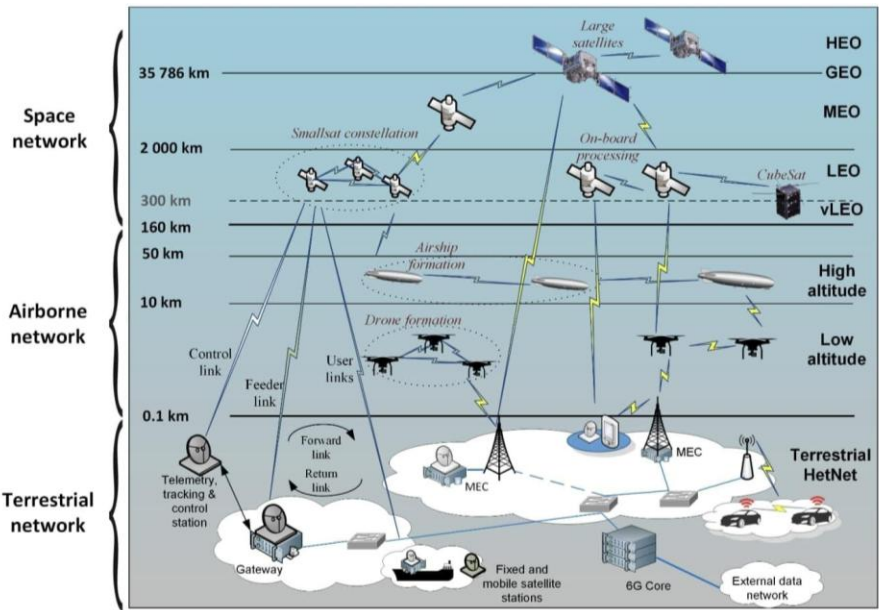 Large
satellites
HEO
35 786 km
GEO
Space
network
MEO
Smallsat constellation
On-board
processing
2 000 km
LEO
CubeSat
300 km
vLEO
160 km
50 km
Airship
formation
High
altitude
10 km
Airborne
network
Drone formation
Low
altitude
Control
link
Feeder
link
User
links
0.1 km
Forward
link
Return
link
MEC
MEC
Terrestrial
HetNet
Telemetry,
tracking &
control
station
Terrestrial
network
Gateway
Fixed and
mobile satellite
stations
6G Core
External data
network